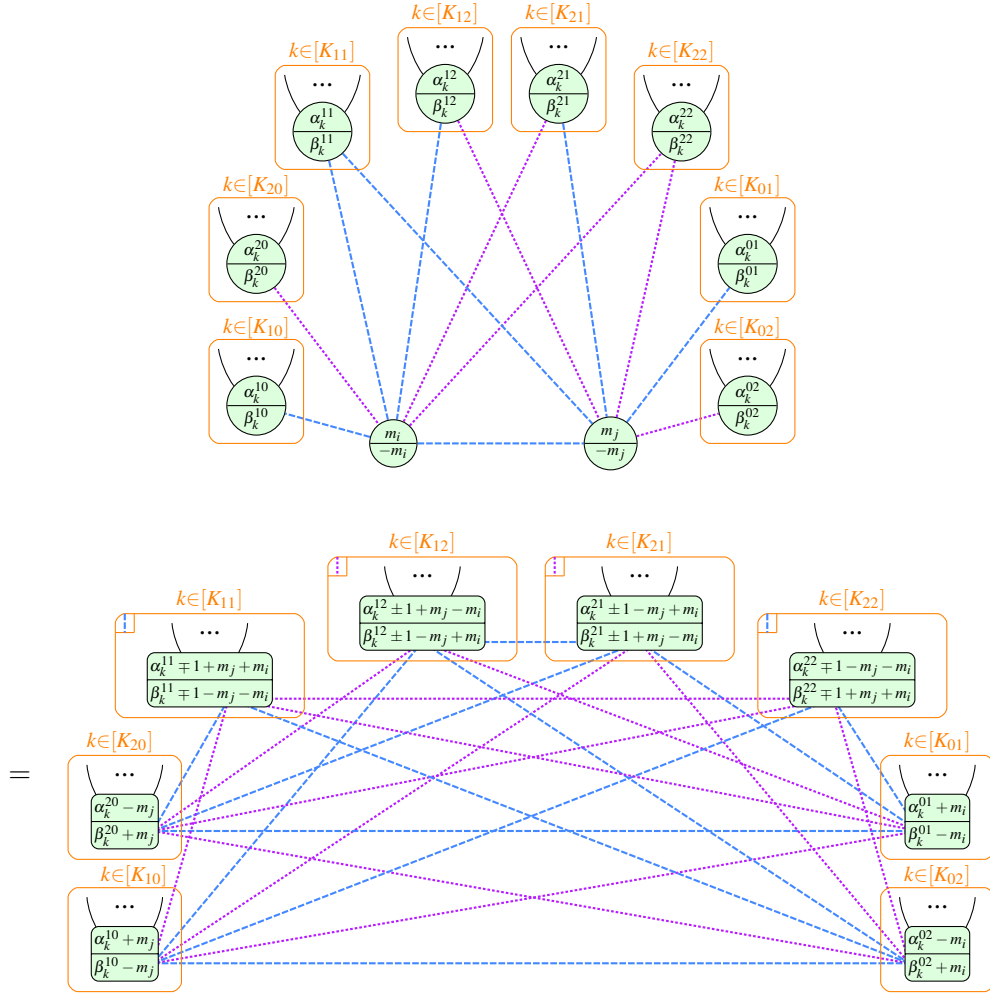 k∈[K₁₂] k∈[K₂₁]
k∈[K₁₁] k∈[K₂₂]
... ...
α_k^{12} α_k^{21}
β_k^{12} β_k^{21}
... ...
α_k^{11} α_k^{22}
β_k^{11} β_k^{22}
k∈[K₂₀] k∈[K₀₁]
... ...
α_k^{20} α_k^{01}
β_k^{20} β_k^{01}
k∈[K₁₀] k∈[K₀₂]
... ...
α_k^{10} α_k^{02}
β_k^{10} β_k^{02}
m_i m_j
−m_i −m_j
k∈[K₁₂] k∈[K₂₁]
... ...
k∈[K₁₁] k∈[K₂₂]
α_k^{12} ± 1 + m_j − m_i α_k^{21} ± 1 − m_j + m_i
β_k^{12} ± 1 − m_j + m_i β_k^{21} ± 1 + m_j − m_i
... ...
α_k^{11} ∓ 1 + m_j + m_i α_k^{22} ∓ 1 − m_j − m_i
β_k^{11} ∓ 1 − m_j − m_i β_k^{22} ∓ 1 + m_j + m_i
k∈[K₂₀] k∈[K₀₁]
=
... ...
α_k^{20} − m_j α_k^{01} + m_i
β_k^{20} + m_j β_k^{01} − m_i
k∈[K₁₀] k∈[K₀₂]
... ...
α_k^{10} + m_j α_k^{02} − m_i
β_k^{10} − m_j β_k^{02} + m_i